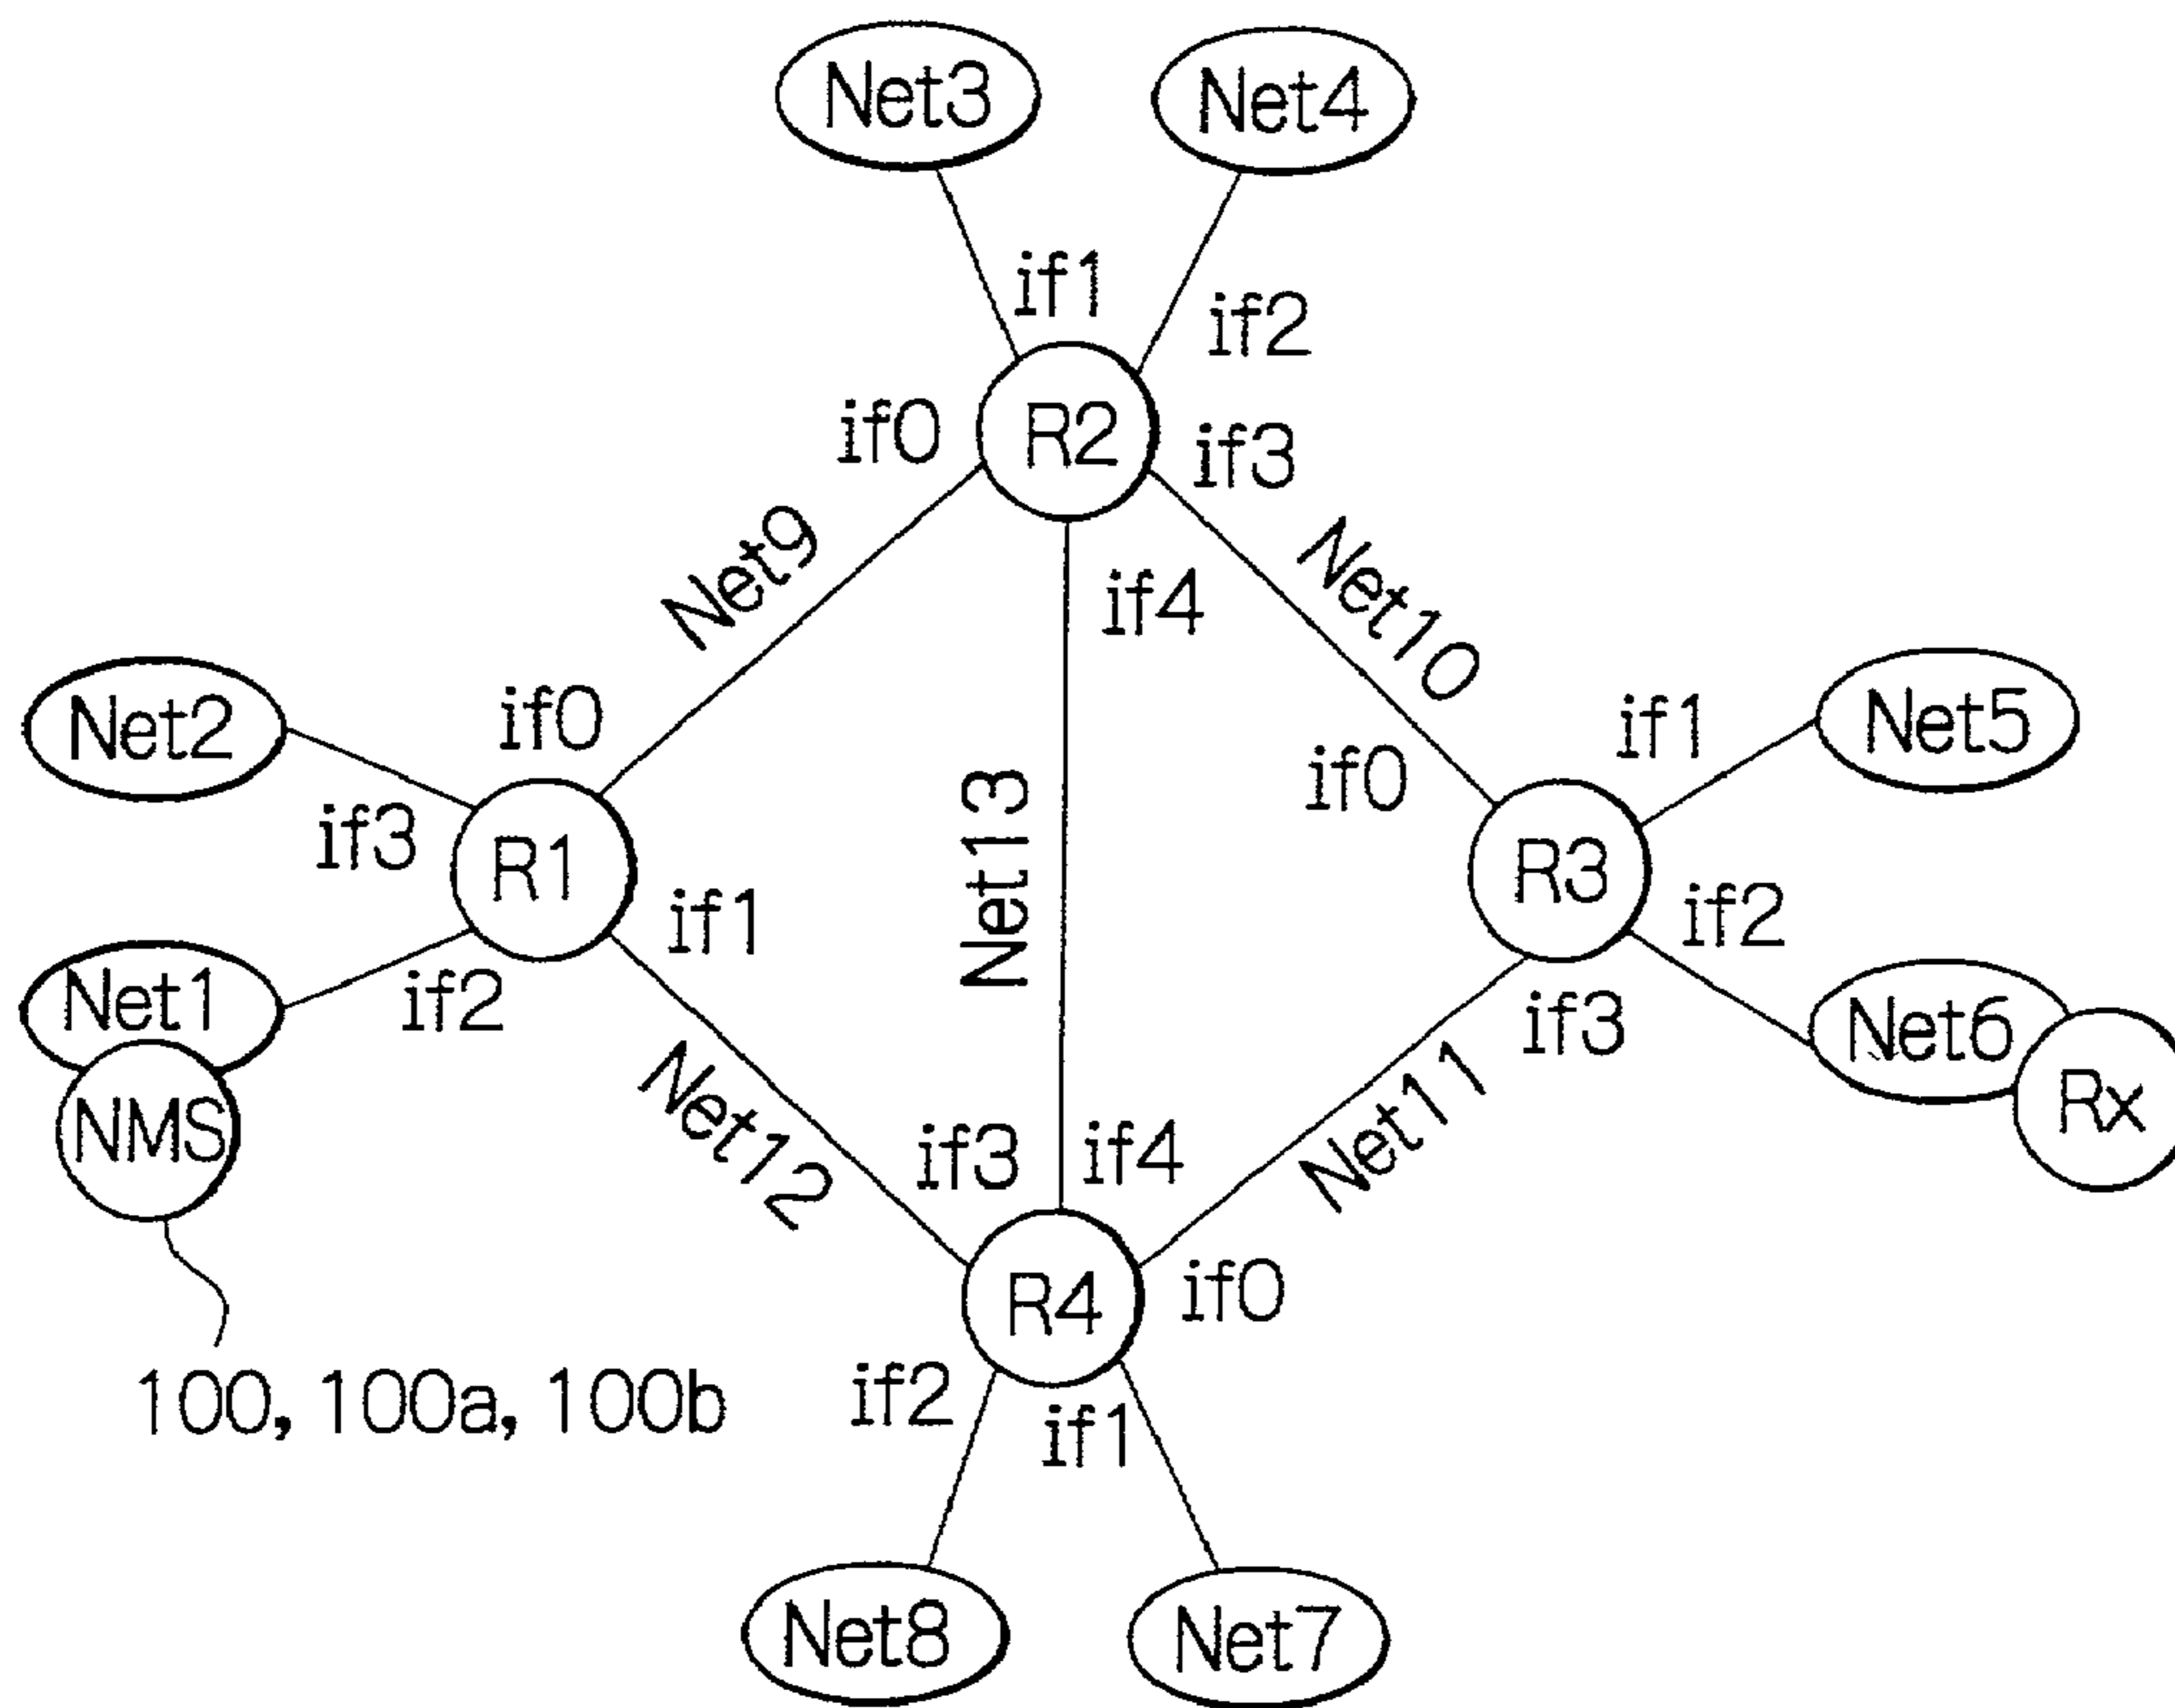 Net3
Net4
if1
if2
if0
R2
if3
Net9
Net10
if4
Net2
if0
if1
Net5
if3
R1
Net13
if0
R3
if1
if2
Net1
if2
if3
Net6
NMS
Net12
Net11
Rx
if3
if4
R4
if0
100, 100a, 100b
if2
if1
Net8
Net7